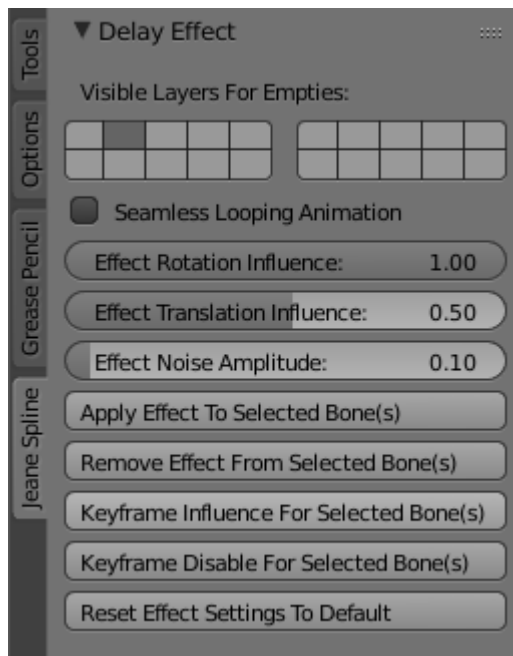 Tools
Options
Grease Pencil
Jeane Spline
Delay Effect
Visible Layers For Empties:
Seamless Looping Animation
Effect Rotation Influence: 1.00
Effect Translation Influence: 0.50
Effect Noise Amplitude: 0.10
Apply Effect To Selected Bone(s)
Remove Effect From Selected Bone(s)
Keyframe Influence For Selected Bone(s)
Keyframe Disable For Selected Bone(s)
Reset Effect Settings To Default